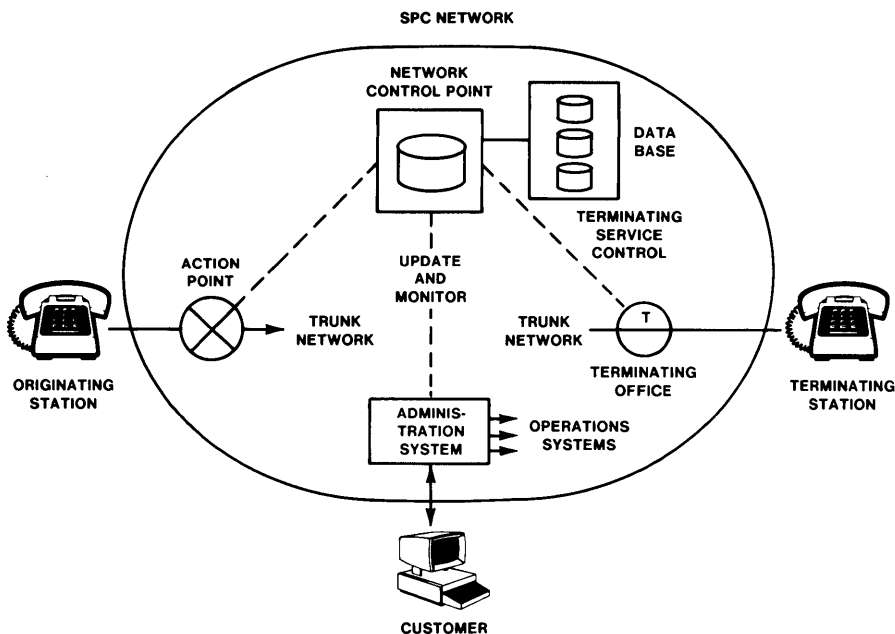 SPC NETWORK
NETWORK
CONTROL POINT
DATA
BASE
TERMINATING
SERVICE
CONTROL
ACTION
POINT
UPDATE
AND
MONITOR
TRUNK
NETWORK
TRUNK
NETWORK
T
ORIGINATING
STATION
TERMINATING
OFFICE
TERMINATING
STATION
ADMINIS-
TRATION
SYSTEM
OPERATIONS
SYSTEMS
CUSTOMER